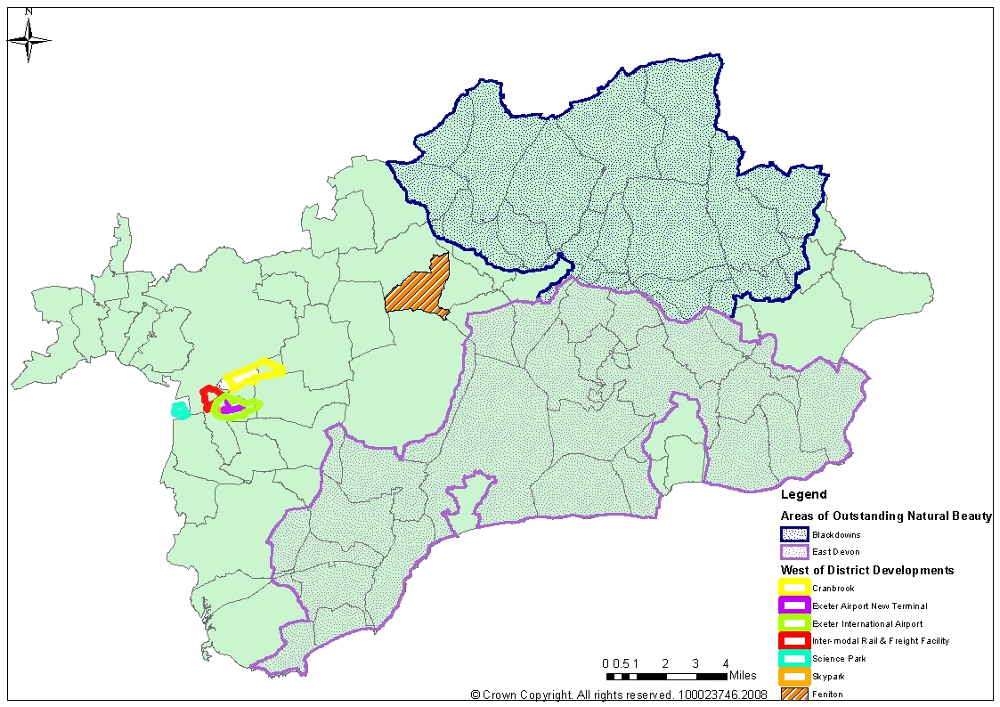 N
Legend
Areas of Outstanding Natural Beauty
Blackdowns
East Devon
West of District Developments
Cranbrook
Exeter Airport New Terminal
Exeter International Airport
Inter-modal Rail & Freight Facility
Science Park
Skypark
Feniton
0 0.5 1 2 3 4
Miles
© Crown Copyright. All rights reserved. 100023746.2008